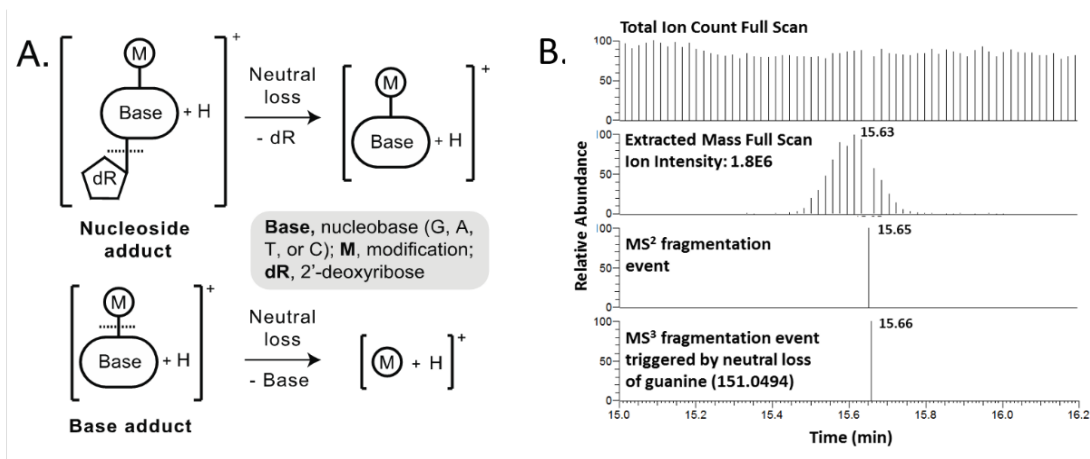 A.
M
Base
+ H
+
dR
Nucleoside
adduct
Neutral
loss
- dR
M
Base
+ H
+
Base, nucleobase (G, A,
T, or C); M, modification;
dR, 2'-deoxyribose
M
Base
+ H
+
Base adduct
Neutral
loss
- Base
M + H
+
B.
Total Ion Count Full Scan
100
50
0
Extracted Mass Full Scan
Ion Intensity: 1.8E6
15.63
100
50
0
MS² fragmentation
event
15.65
100
50
0
MS³ fragmentation event
triggered by neutral loss
of guanine (151.0494)
15.66
100
50
0
Relative Abundance
15.0 15.2 15.4 15.6 15.8 16.0 16.2
Time (min)